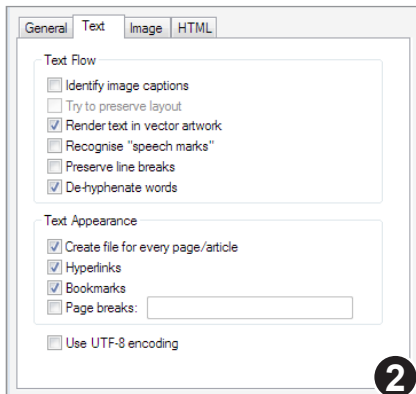 General Text Image HTML
Text Flow
Identify image captions
Try to preserve layout
Render text in vector artwork
Recognise "speech marks"
Preserve line breaks
De-hyphenate words
Text Appearance
Create file for every page/article
Hyperlinks
Bookmarks
Page breaks:
Use UTF-8 encoding
2